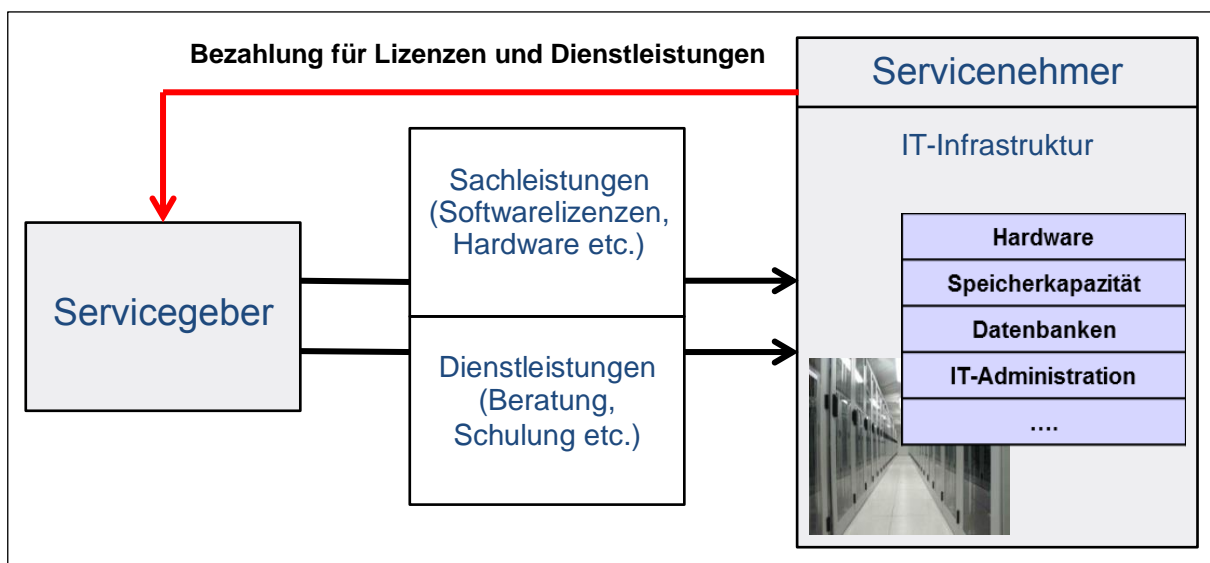 Bezahlung für Lizenzen und Dienstleistungen
Servicenehmer
IT-Infrastruktur
Sachleistungen
(Softwarelizenzen,
Hardware etc.)
Servicegeber
Dienstleistungen
(Beratung,
Schulung etc.)
Hardware
Speicherkapazität
Datenbanken
IT-Administration
....